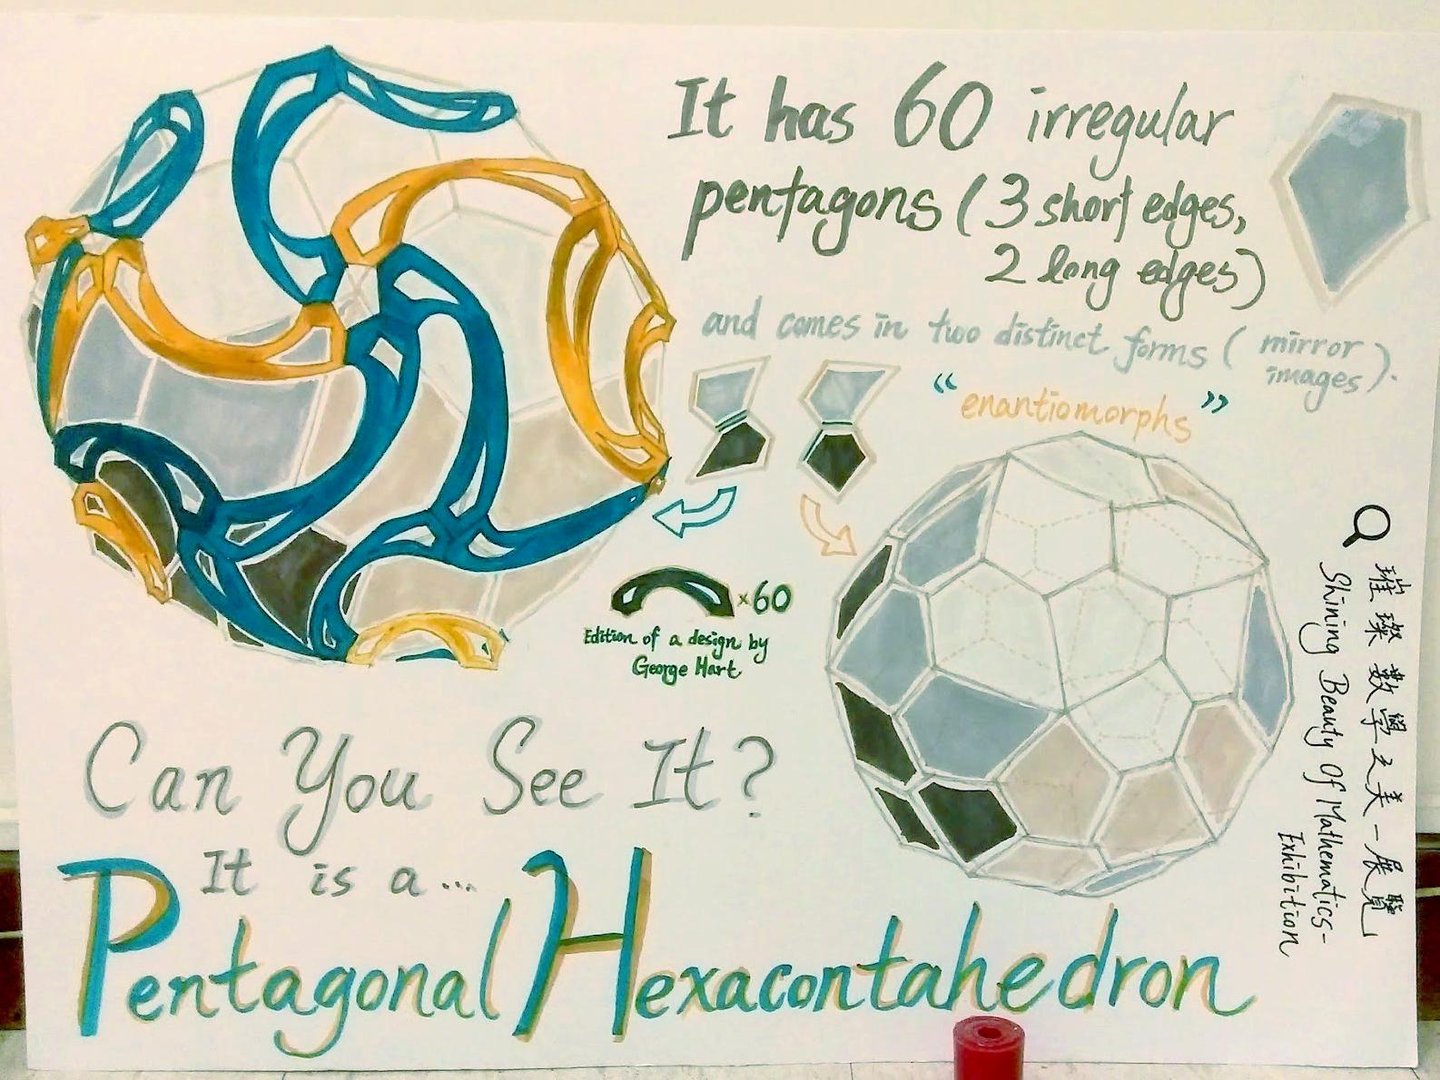 It has 60 irregular
pentagons (3 short edges,
2 long edges)
and comes in two distinct forms (mirror
images).
“enantiomorphs”
×60
Edition of a design by
George Hart
Can You See It?
It is a...
Pentagonal Hexacontahedron
璀璨數學之美－展覽
Shining Beauty Of Mathematics-
Exhibition